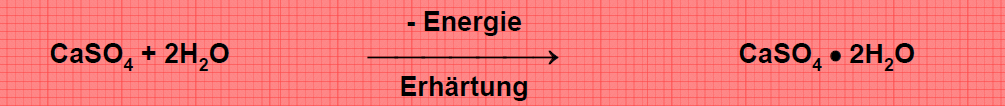 - Energie
CaSO₄ + 2H₂O ⟶ CaSO₄ • 2H₂O
Erhärtung